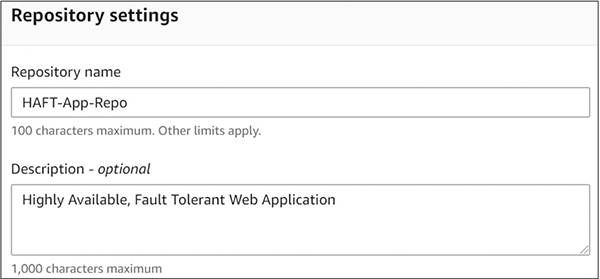 Repository settings
Repository name
HAFT-App-Repo
100 characters maximum. Other limits apply.
Description - optional
Highly Available, Fault Tolerant Web Application
1,000 characters maximum